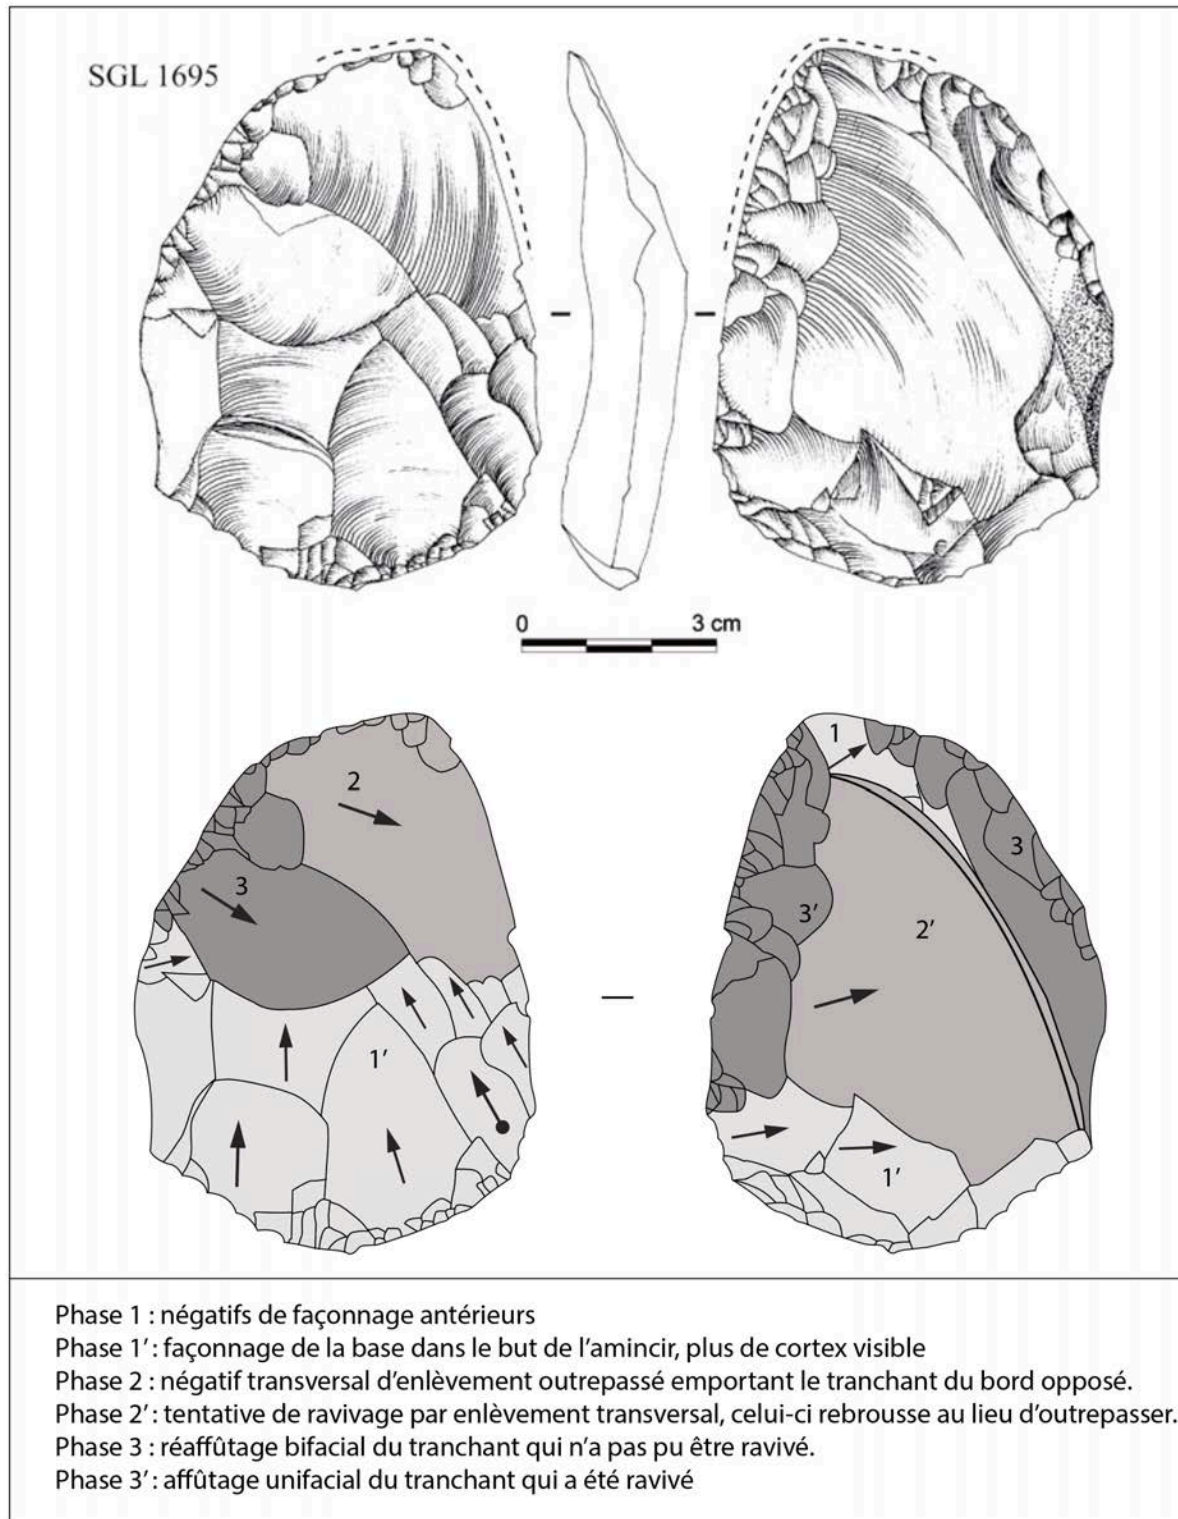 SGL 1695
0 3 cm
2
3
1'
1
3
3'
2'
1'
Phase 1 : négatifs de façonnage antérieurs
Phase 1' : façonnage de la base dans le but de l'amincir, plus de cortex visible
Phase 2 : négatif transversal d'enlèvement outrepassé emportant le tranchant du bord opposé.
Phase 2' : tentative de ravivage par enlèvement transversal, celui-ci rebrousse au lieu d'outrepasser.
Phase 3 : réaffûtage bifacial du tranchant qui n'a pas pu être ravivé.
Phase 3' : affûtage unifacial du tranchant qui a été ravivé